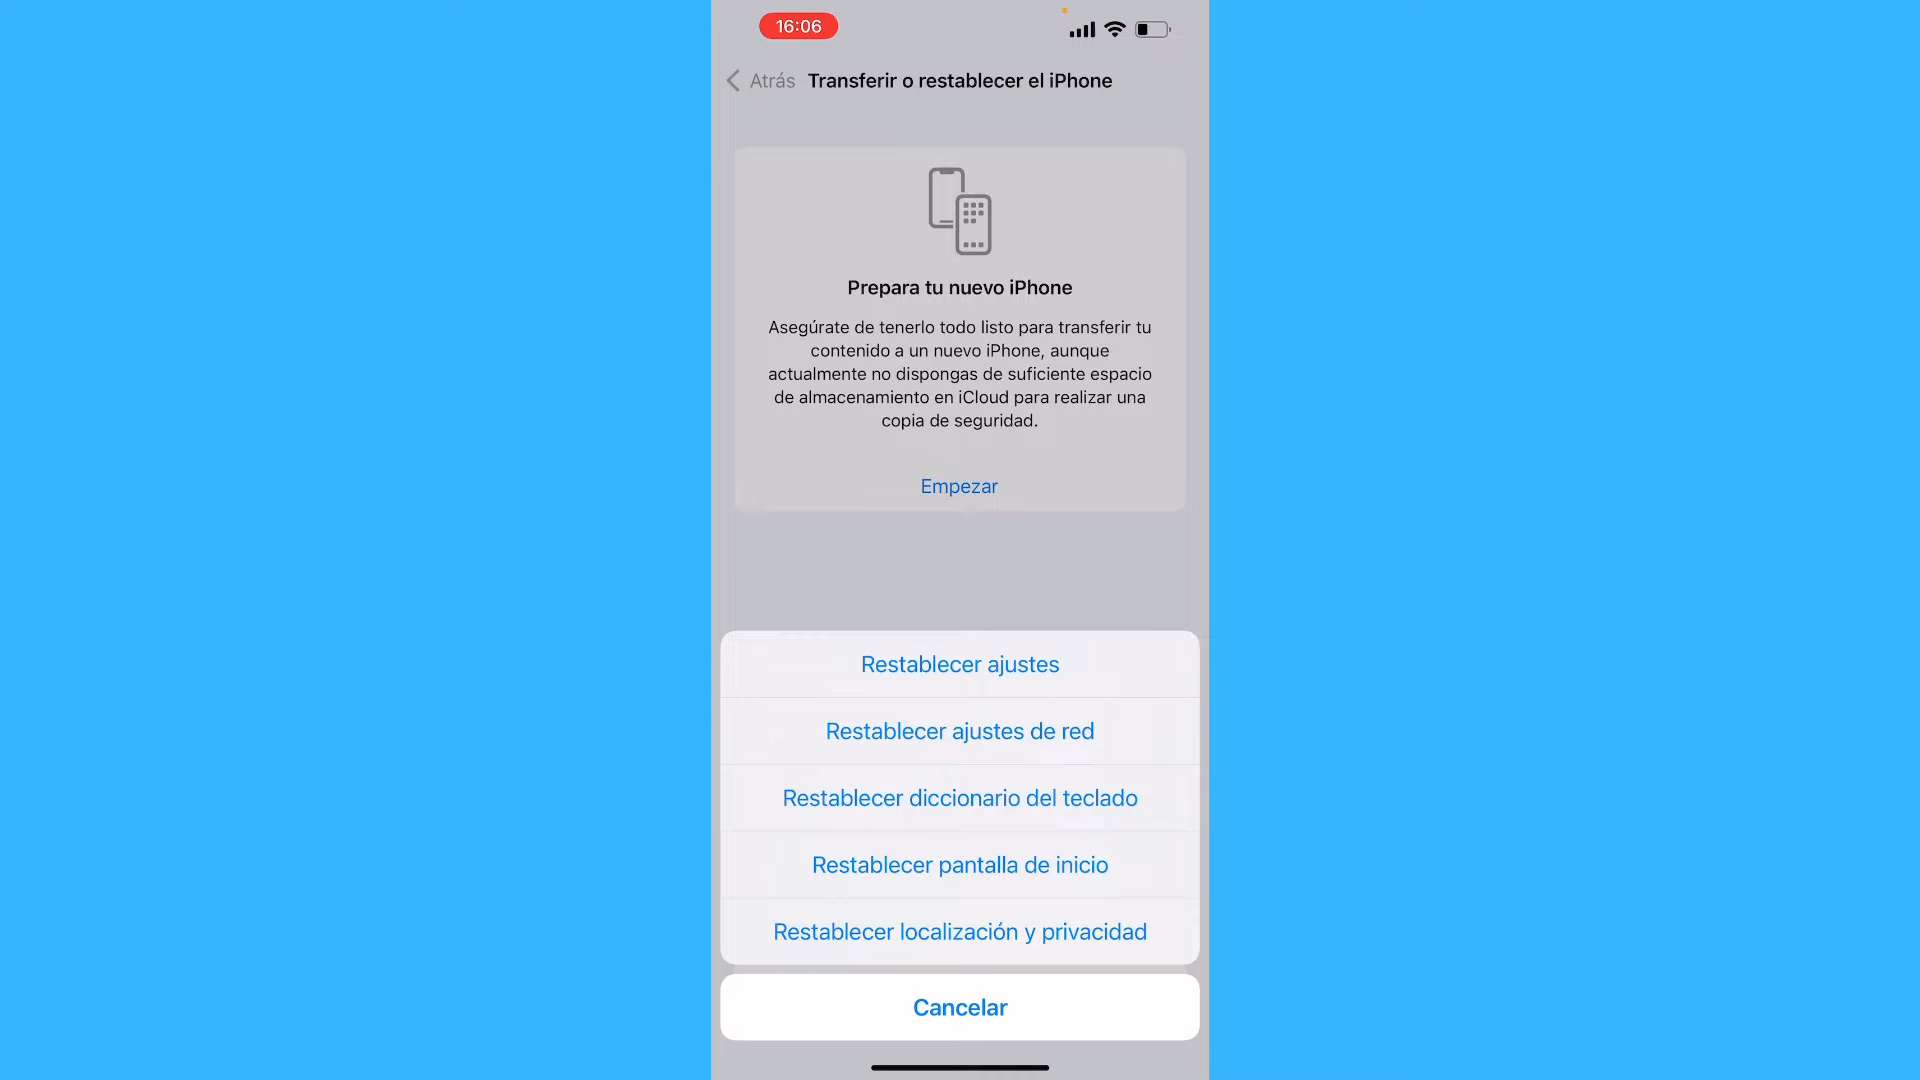 16:06
Atrás Transferir o restablecer el iPhone
Prepara tu nuevo iPhone
Asegúrate de tenerlo todo listo para transferir tu
contenido a un nuevo iPhone, aunque
actualmente no dispongas de suficiente espacio
de almacenamiento en iCloud para realizar una
copia de seguridad.
Empezar
Restablecer ajustes
Restablecer ajustes de red
Restablecer diccionario del teclado
Restablecer pantalla de inicio
Restablecer localización y privacidad
Cancelar